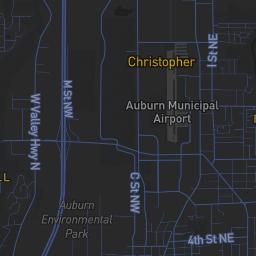 Christopher
I St NE
M St NW
W Valley Hwy N
Auburn Municipal
Airport
C St NW
Auburn
Environmental
Park
4th St NE